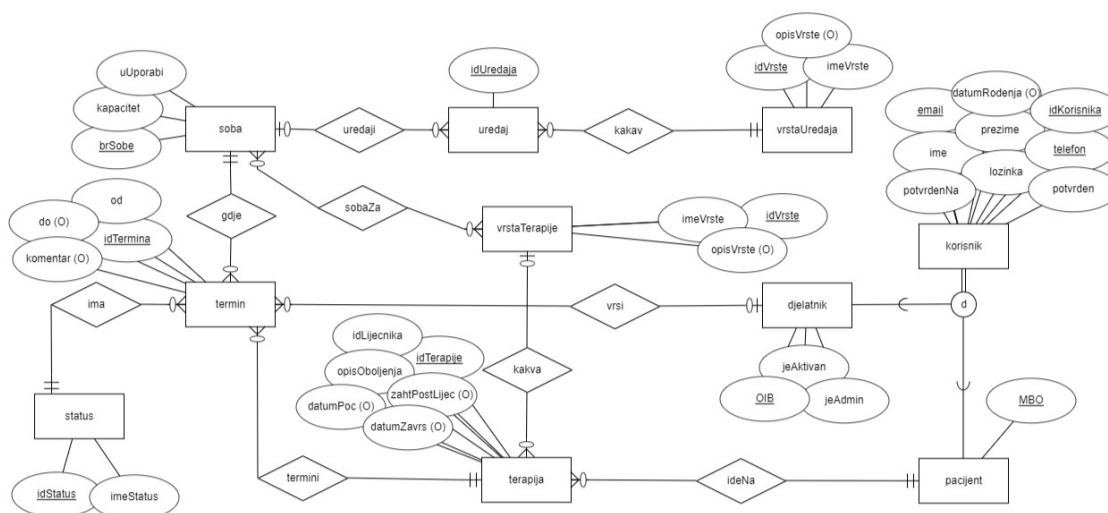 opisVrste (O)
idVrste
imeVrste
idUredaja
uUporabi
kapacitet
brSobe
soba
uredaji
uredaj
kakav
vrstaUredaja
datumRođenja (O)
email
idKorisnika
prezime
ime
telefon
lozinka
potvrdenNa
potvrden
korisnik
od
do (O)
idTermina
komentar (O)
gdje
sobaZa
vrstaTerapije
imeVrste
idVrste
opisVrste (O)
ima
termin
vrsi
djelatnik
d
idLijecnika
opisOboljenja
idTerapije
datumPoc (O)
zahtPostLijec (O)
datumZavrs (O)
kakva
jeAktivan
OIB
jeAdmin
MBO
status
idStatus
imeStatus
termini
terapija
ideNa
pacijent